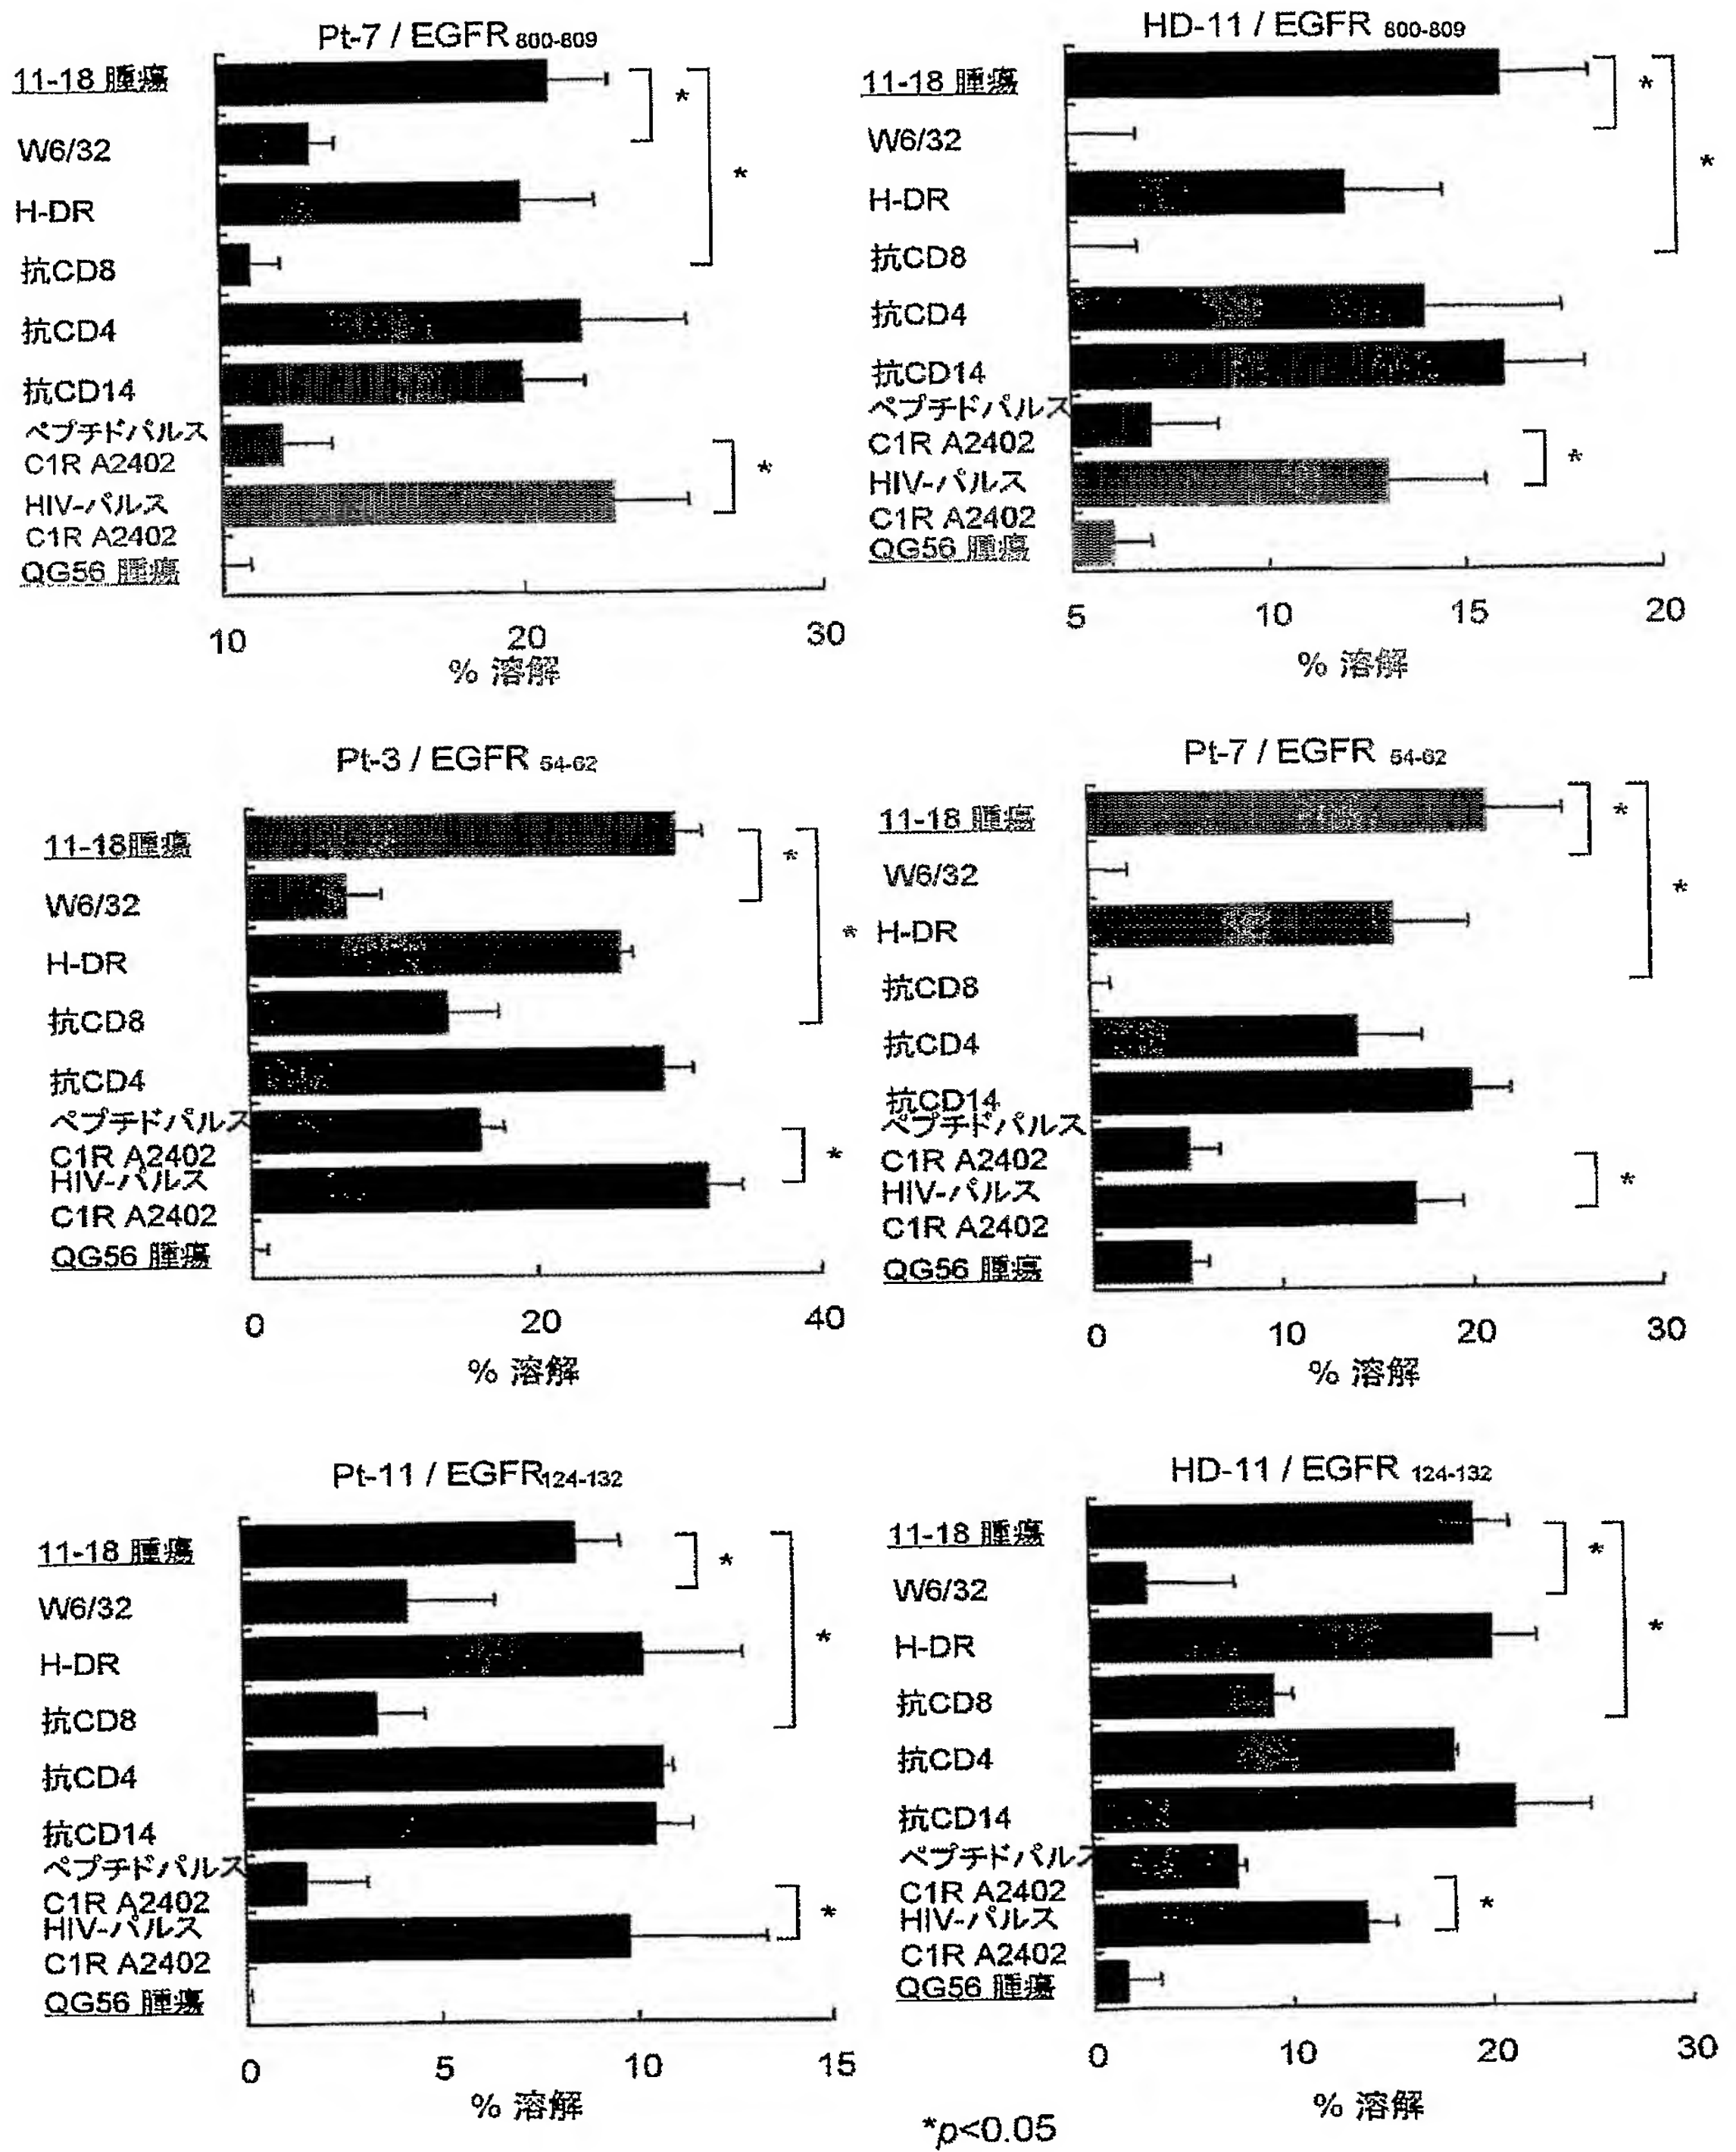 Pt-7 / EGFR 800-809
11-18 腫瘍
W6/32
H-DR
抗CD8
抗CD4
抗CD14
ペプチドパルス
C1R A2402
HIV-パルス
C1R A2402
QG56 腫瘍
10 20 30
% 溶解
*
*
*
HD-11 / EGFR 800-809
11-18 腫瘍
W6/32
H-DR
抗CD8
抗CD4
抗CD14
ペプチドパルス
C1R A2402
HIV-パルス
C1R A2402
QG56 腫瘍
5 10 15 20
% 溶解
*
*
*
Pt-3 / EGFR 54-62
11-18腫瘍
W6/32
H-DR
抗CD8
抗CD4
ペプチドパルス
C1R A2402
HIV-パルス
C1R A2402
QG56 腫瘍
0 20 40
% 溶解
*
*
*
Pt-7 / EGFR 54-62
11-18 腫瘍
W6/32
H-DR
抗CD8
抗CD4
抗CD14
ペプチドパルス
C1R A2402
HIV-パルス
C1R A2402
QG56 腫瘍
0 10 20 30
% 溶解
*
*
*
Pt-11 / EGFR124-132
11-18 腫瘍
W6/32
H-DR
抗CD8
抗CD4
抗CD14
ペプチドパルス
C1R A2402
HIV-パルス
C1R A2402
QG56 腫瘍
0 5 10 15
% 溶解
*
*
*
HD-11 / EGFR 124-132
11-18 腫瘍
W6/32
H-DR
抗CD8
抗CD4
抗CD14
ペプチドパルス
C1R A2402
HIV-パルス
C1R A2402
QG56 腫瘍
0 10 20 30
% 溶解
*
*
*
*p<0.05